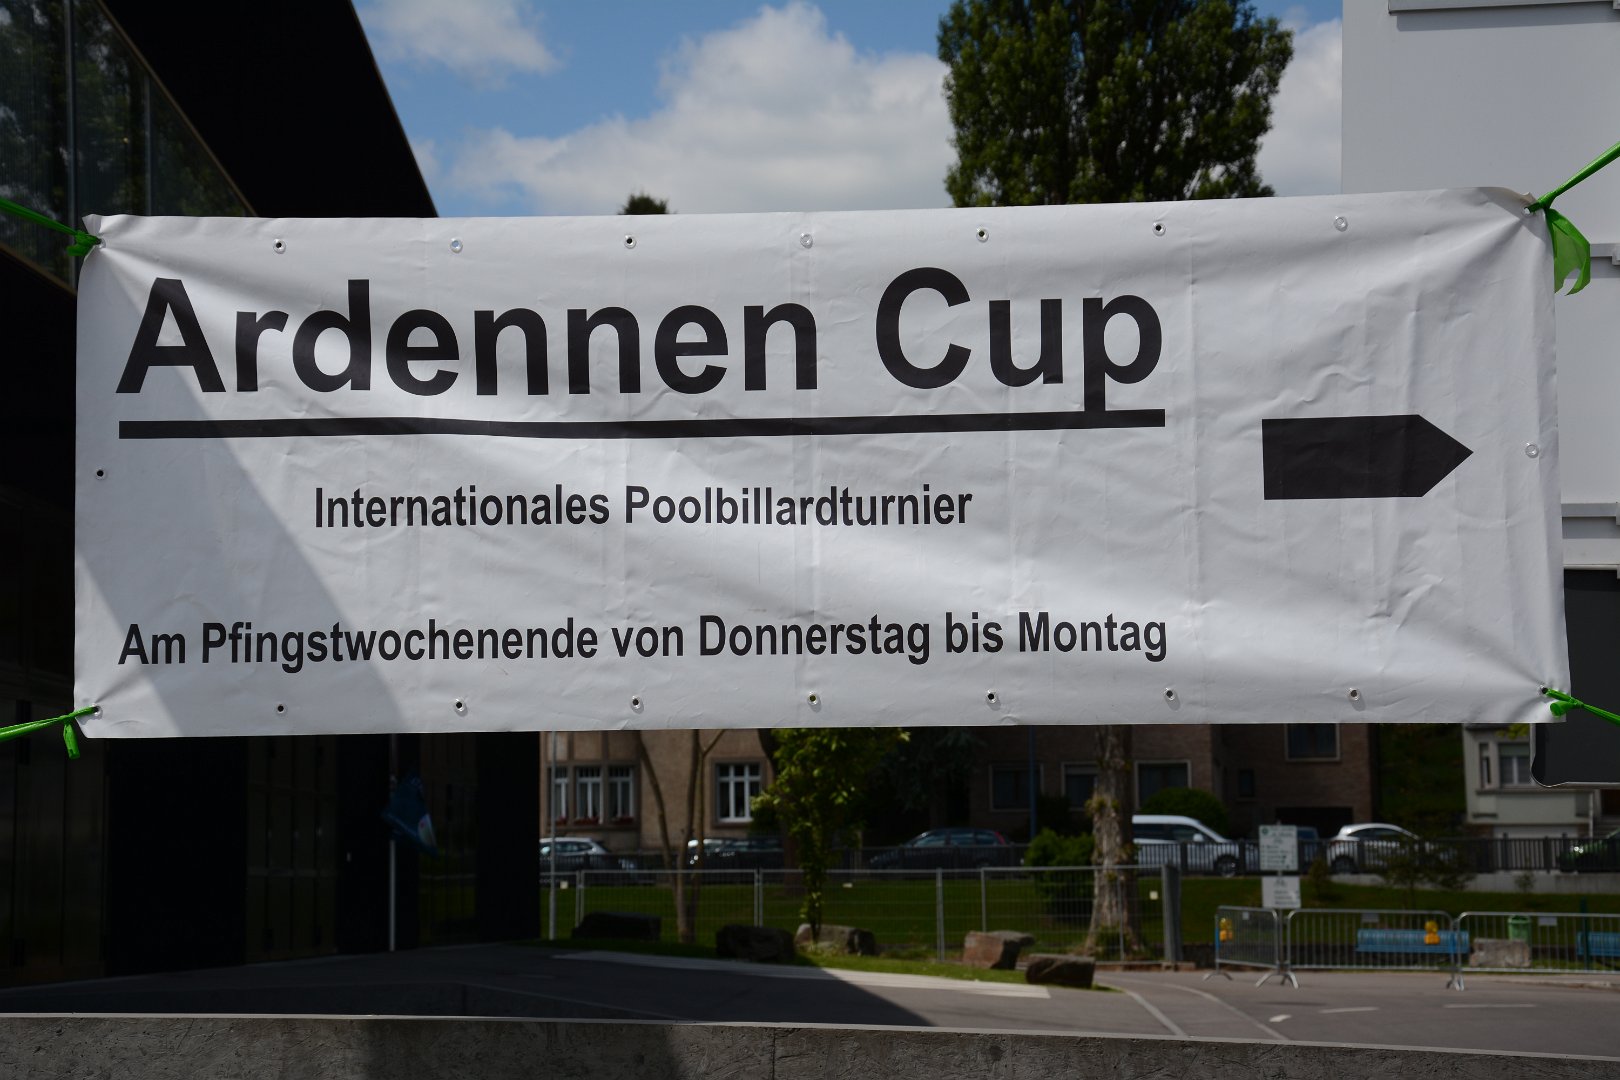 Ardennen Cup
Internationales Poolbillardturnier
Am Pfingstwochenende von Donnerstag bis Montag